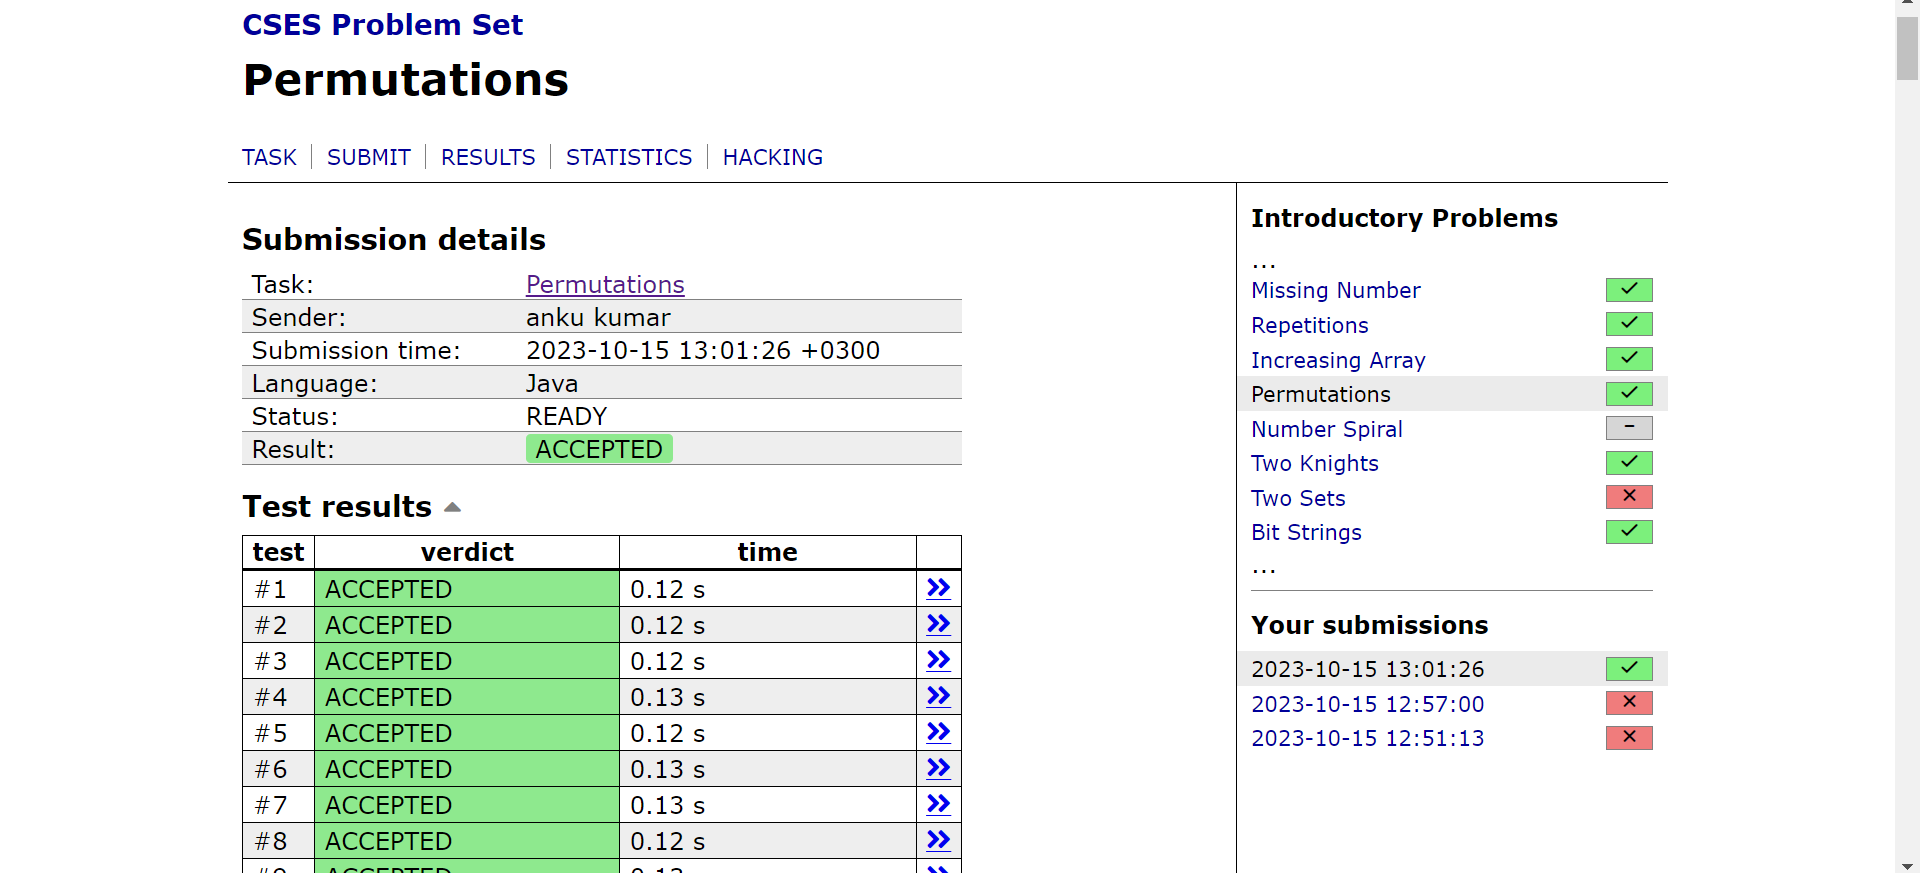 CSES Problem Set
Permutations
TASK | SUBMIT | RESULTS | STATISTICS | HACKING
Submission details
Task: Permutations
Sender: anku kumar
Submission time: 2023-10-15 13:01:26 +0300
Language: Java
Status: READY
Result: ACCEPTED
Test results
test verdict time
#1 ACCEPTED 0.12 s »
#2 ACCEPTED 0.12 s »
#3 ACCEPTED 0.12 s »
#4 ACCEPTED 0.13 s »
#5 ACCEPTED 0.12 s »
#6 ACCEPTED 0.13 s »
#7 ACCEPTED 0.13 s »
#8 ACCEPTED 0.12 s »
Introductory Problems
...
Missing Number ✓
Repetitions ✓
Increasing Array ✓
Permutations ✓
Number Spiral –
Two Knights ✓
Two Sets ✕
Bit Strings ✓
...
Your submissions
2023-10-15 13:01:26 ✓
2023-10-15 12:57:00 ✕
2023-10-15 12:51:13 ✕